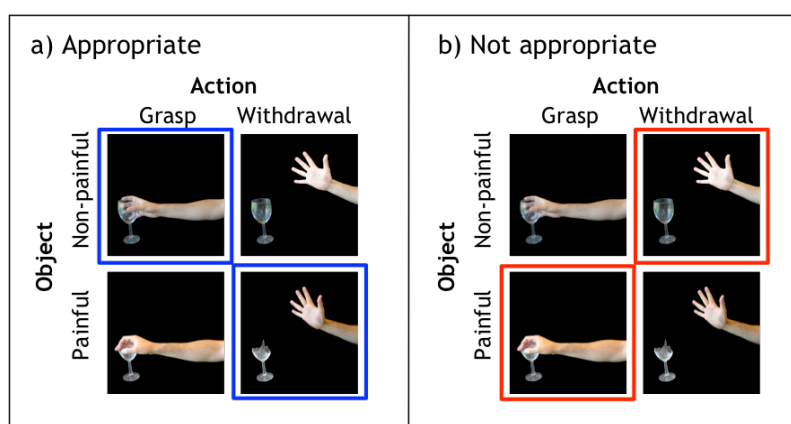 a) Appropriate
Action
Grasp Withdrawal
Object
Non-painful
Painful
b) Not appropriate
Action
Grasp Withdrawal
Object
Non-painful
Painful